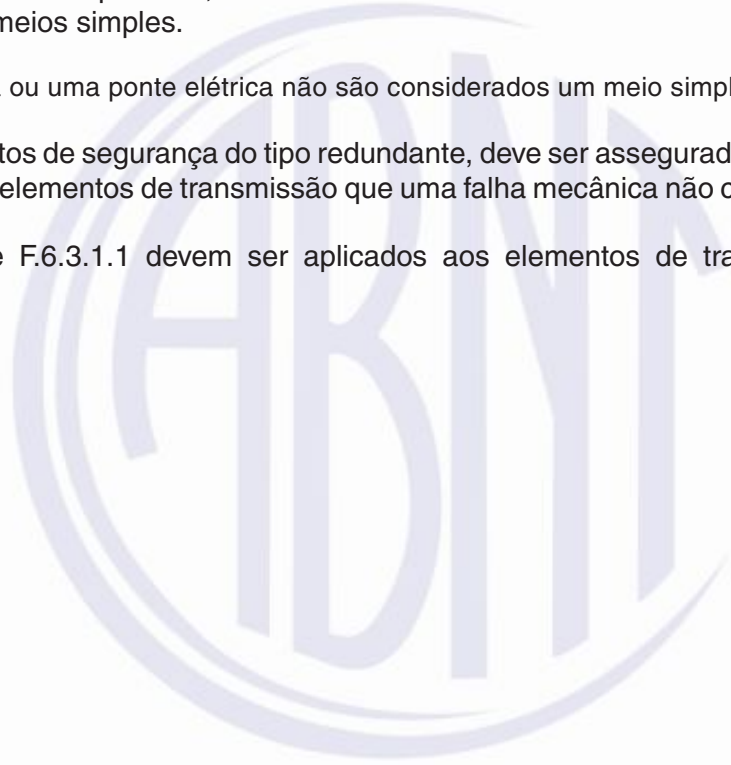 meios simples.
ou uma ponte elétrica não são considerados um meio simpl
tos de segurança do tipo redundante, deve ser assegurad
elementos de transmissão que uma falha mecânica não
F.6.3.1.1 devem ser aplicados aos elementos de tra
ABNT